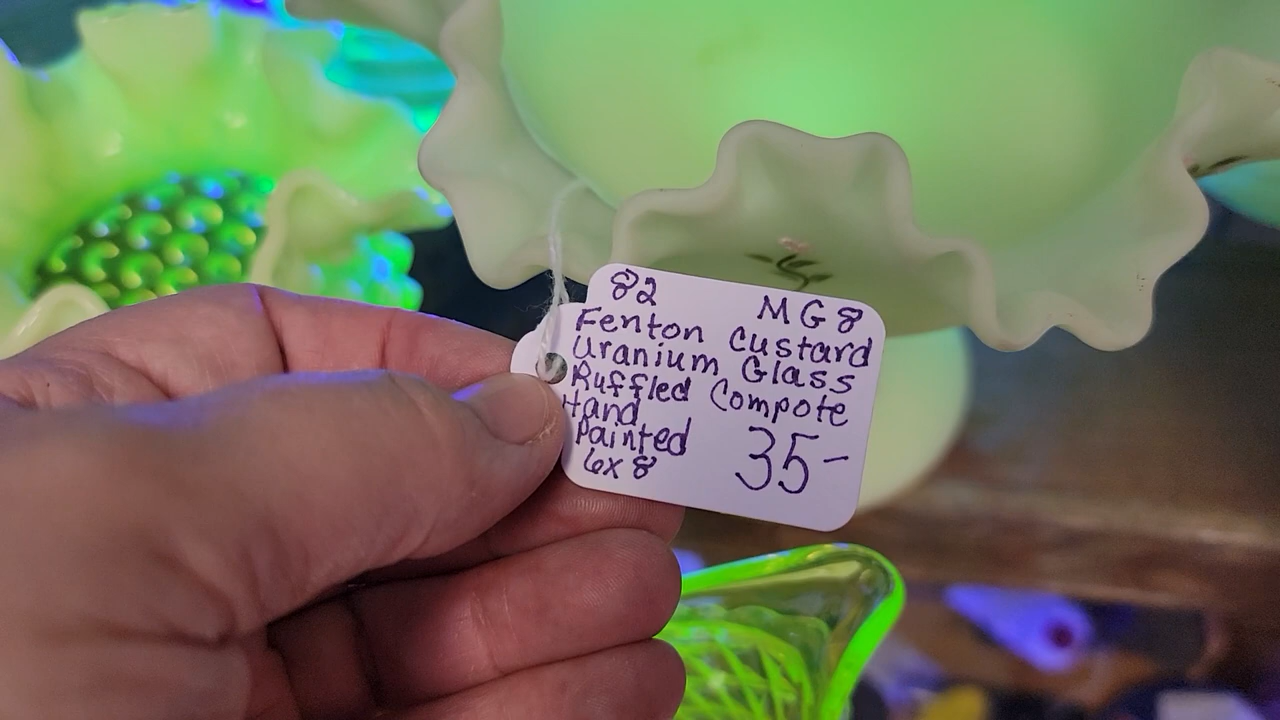 82 MG8
Fenton Custard
Uranium Glass
Ruffled Compote
Hand
Painted
6x8 35-